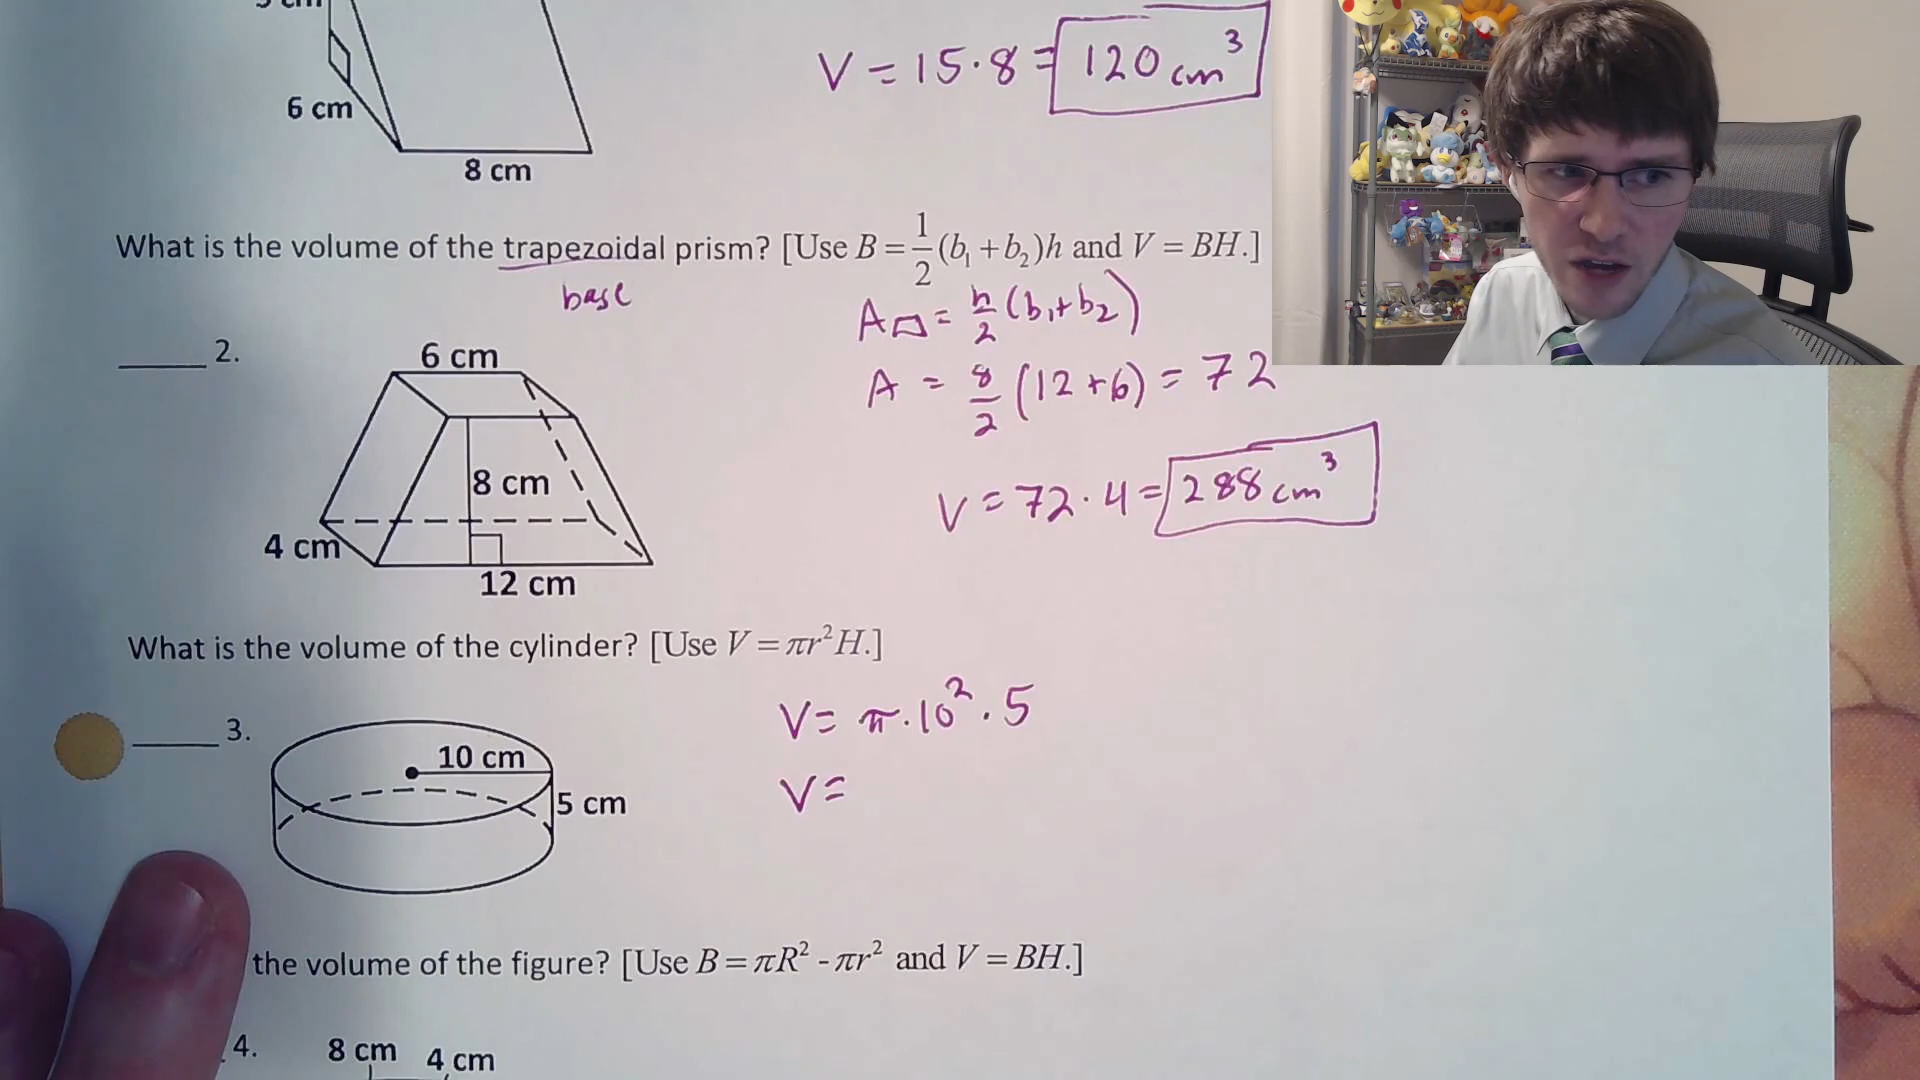 6 cm
8 cm
V = 15·8 = 120 cm³
What is the volume of the trapezoidal prism? [Use B = 1/2(b₁ + b₂)h and V = BH.]
base
A▱ = h/2 (b₁ + b₂)
____ 2.
6 cm
A = 8/2 (12 + 6) = 72
8 cm
V = 72·4 = 288 cm³
4 cm
12 cm
What is the volume of the cylinder? [Use V = πr²H.]
V = π·10²·5
____ 3.
10 cm
V =
5 cm
the volume of the figure? [Use B = πR² - πr² and V = BH.]
4.
8 cm
4 cm